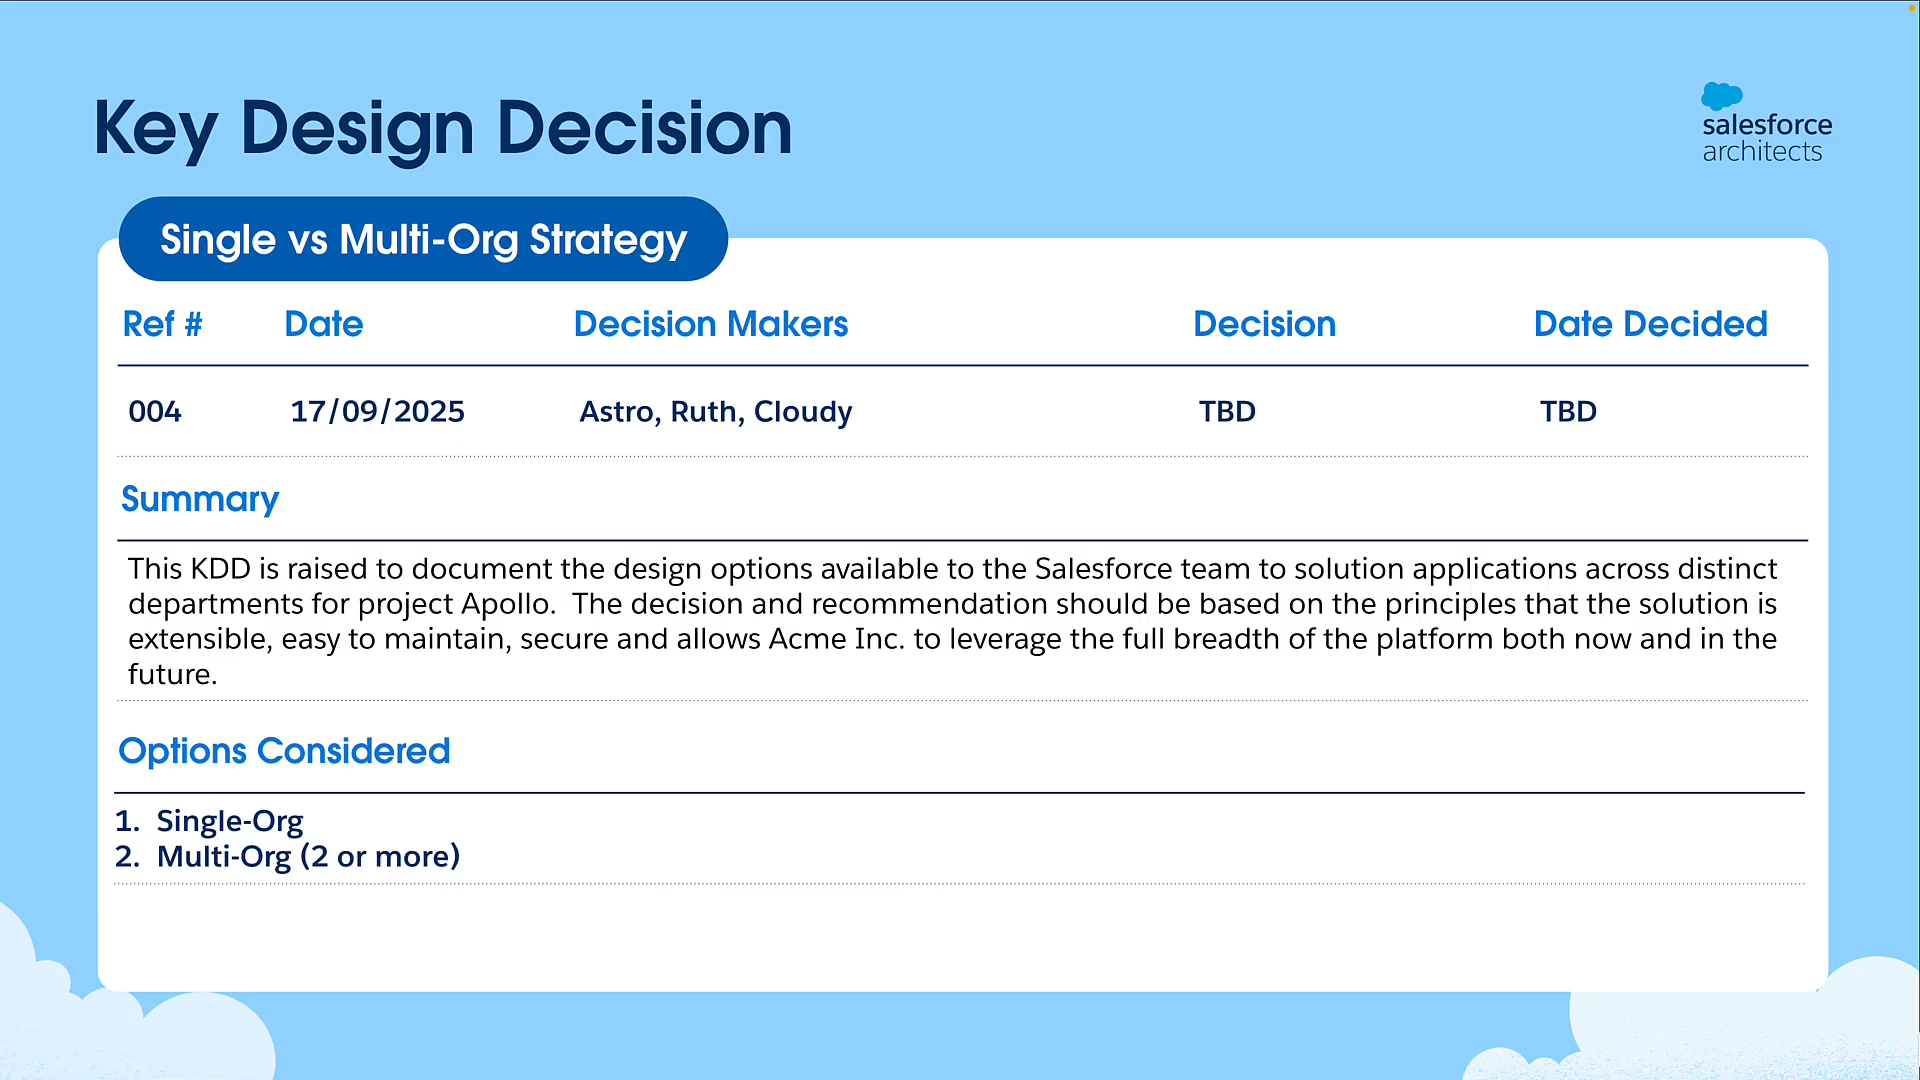 Key Design Decision
salesforce
architects
Single vs Multi-Org Strategy
Ref # Date Decision Makers Decision Date Decided
004 17/09/2025 Astro, Ruth, Cloudy TBD TBD
Summary
This KDD is raised to document the design options available to the Salesforce team to solution applications across distinct
departments for project Apollo.  The decision and recommendation should be based on the principles that the solution is
extensible, easy to maintain, secure and allows Acme Inc. to leverage the full breadth of the platform both now and in the
future.
Options Considered
1. Single-Org
2. Multi-Org (2 or more)